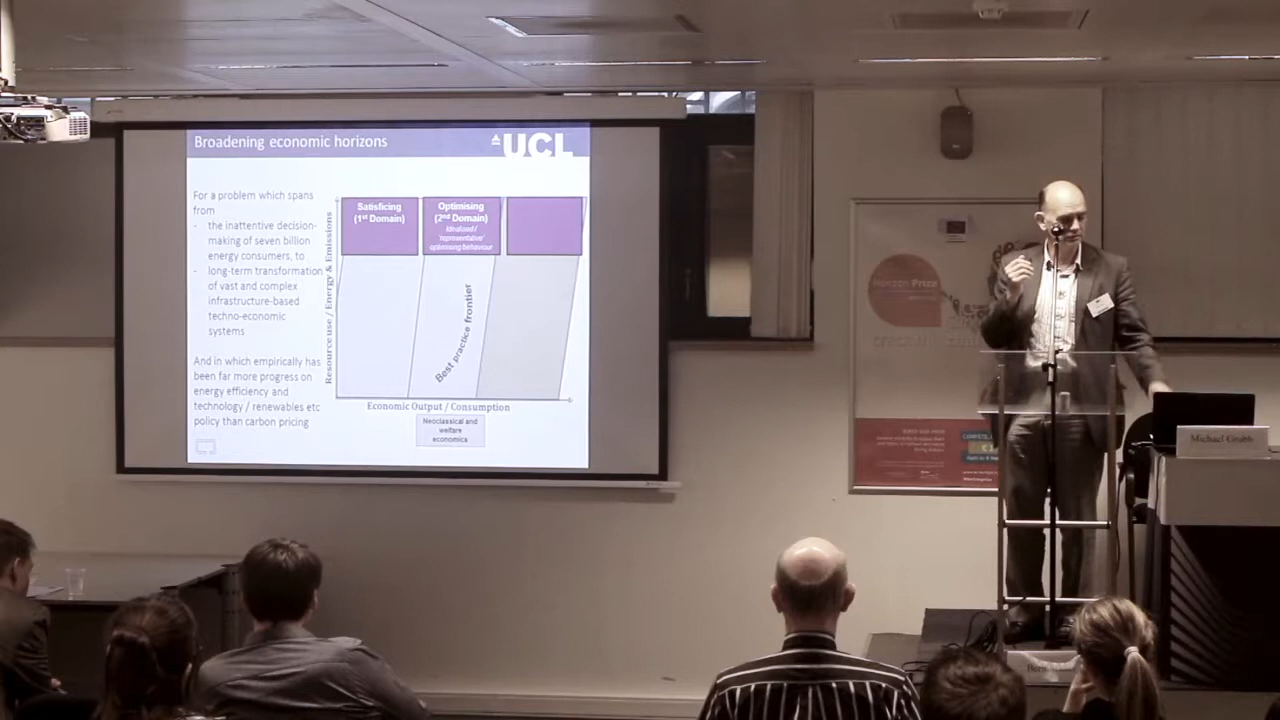 Broadening economic horizons
UCL
For a problem which spans
from
- the inattentive decision-
making of seven billion
energy consumers, to
- long-term transformation
of vast and complex
infrastructure-based
techno-economic
systems
And in which empirically has
been far more progress on
energy efficiency and
technology / renewables etc
policy than carbon pricing
Resource use / Energy & Emissions
Satisficing
(1st Domain)
Optimising
(2nd Domain)
Idealised /
'representative'
optimising behaviour
Best practice frontier
Economic Output / Consumption
Neoclassical and
welfare
economics
Horizon Prize
Michael Grubb